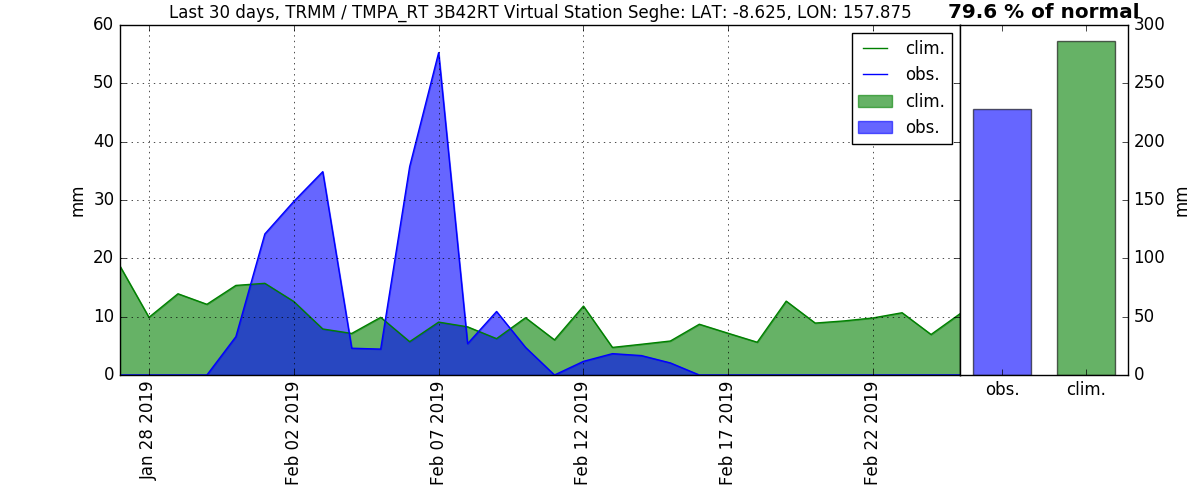 Last 30 days, TRMM / TMPA_RT 3B42RT Virtual Station Seghe: LAT: -8.625, LON: 157.875
79.6 % of normal
60
50
40
30
20
10
0
mm
clim.
obs.
clim.
obs.
300
250
200
150
100
50
0
mm
Jan 28 2019
Feb 02 2019
Feb 07 2019
Feb 12 2019
Feb 17 2019
Feb 22 2019
obs.
clim.